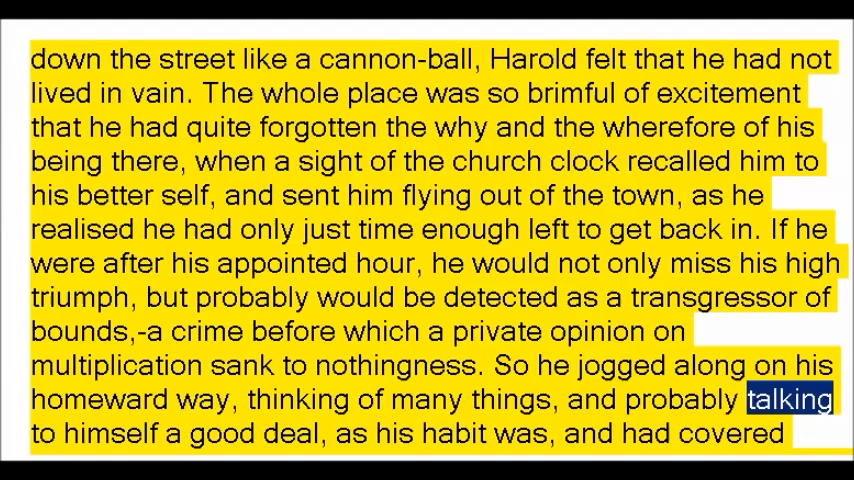 down the street like a cannon-ball, Harold felt that he had not
lived in vain. The whole place was so brimful of excitement
that he had quite forgotten the why and the wherefore of his
being there, when a sight of the church clock recalled him to
his better self, and sent him flying out of the town, as he
realised he had only just time enough left to get back in. If he
were after his appointed hour, he would not only miss his high
triumph, but probably would be detected as a transgressor of
bounds,-a crime before which a private opinion on
multiplication sank to nothingness. So he jogged along on his
homeward way, thinking of many things, and probably talking
to himself a good deal, as his habit was, and had covered